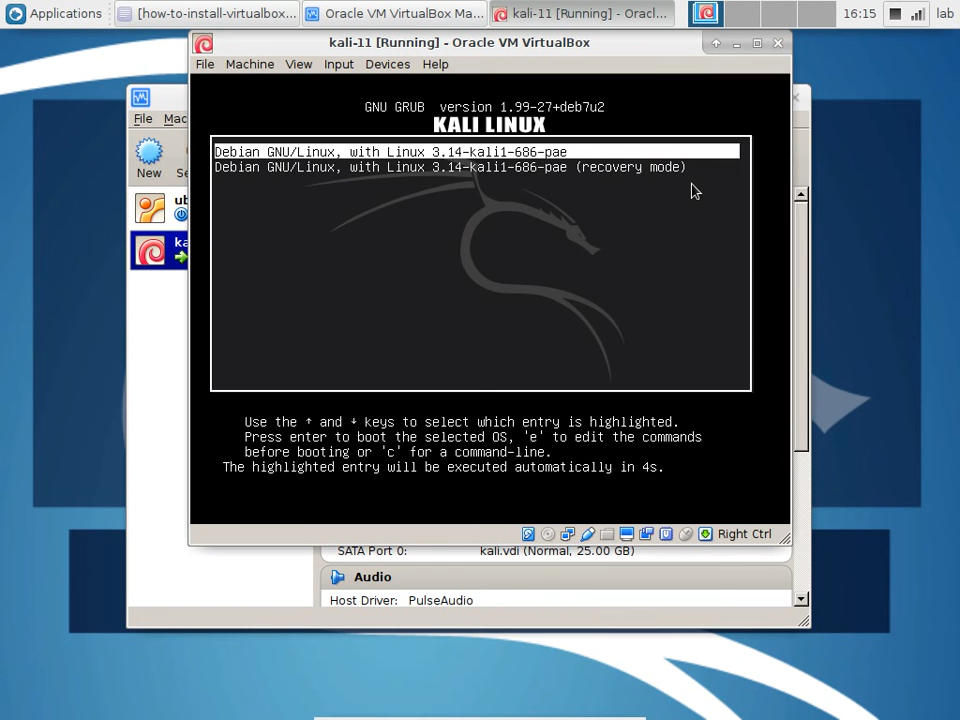 Applications
[how-to-install-virtualbox...
Oracle VM VirtualBox Ma...
kali-11 [Running] - Oracl...
16:15
lab
kali-11 [Running] - Oracle VM VirtualBox
File Machine View Input Devices Help
File Mac
New
Se
ub
ka
GNU GRUB version 1.99-27+deb7u2
KALI LINUX
Debian GNU/Linux, with Linux 3.14-kali1-686-pae
Debian GNU/Linux, with Linux 3.14-kali1-686-pae (recovery mode)
Use the ↑ and ↓ keys to select which entry is highlighted.
Press enter to boot the selected OS, 'e' to edit the commands
before booting or 'c' for a command-line.
The highlighted entry will be executed automatically in 4s.
Right Ctrl
SATA Port 0: kali.vdi (Normal, 25.00 GB)
Audio
Host Driver: PulseAudio